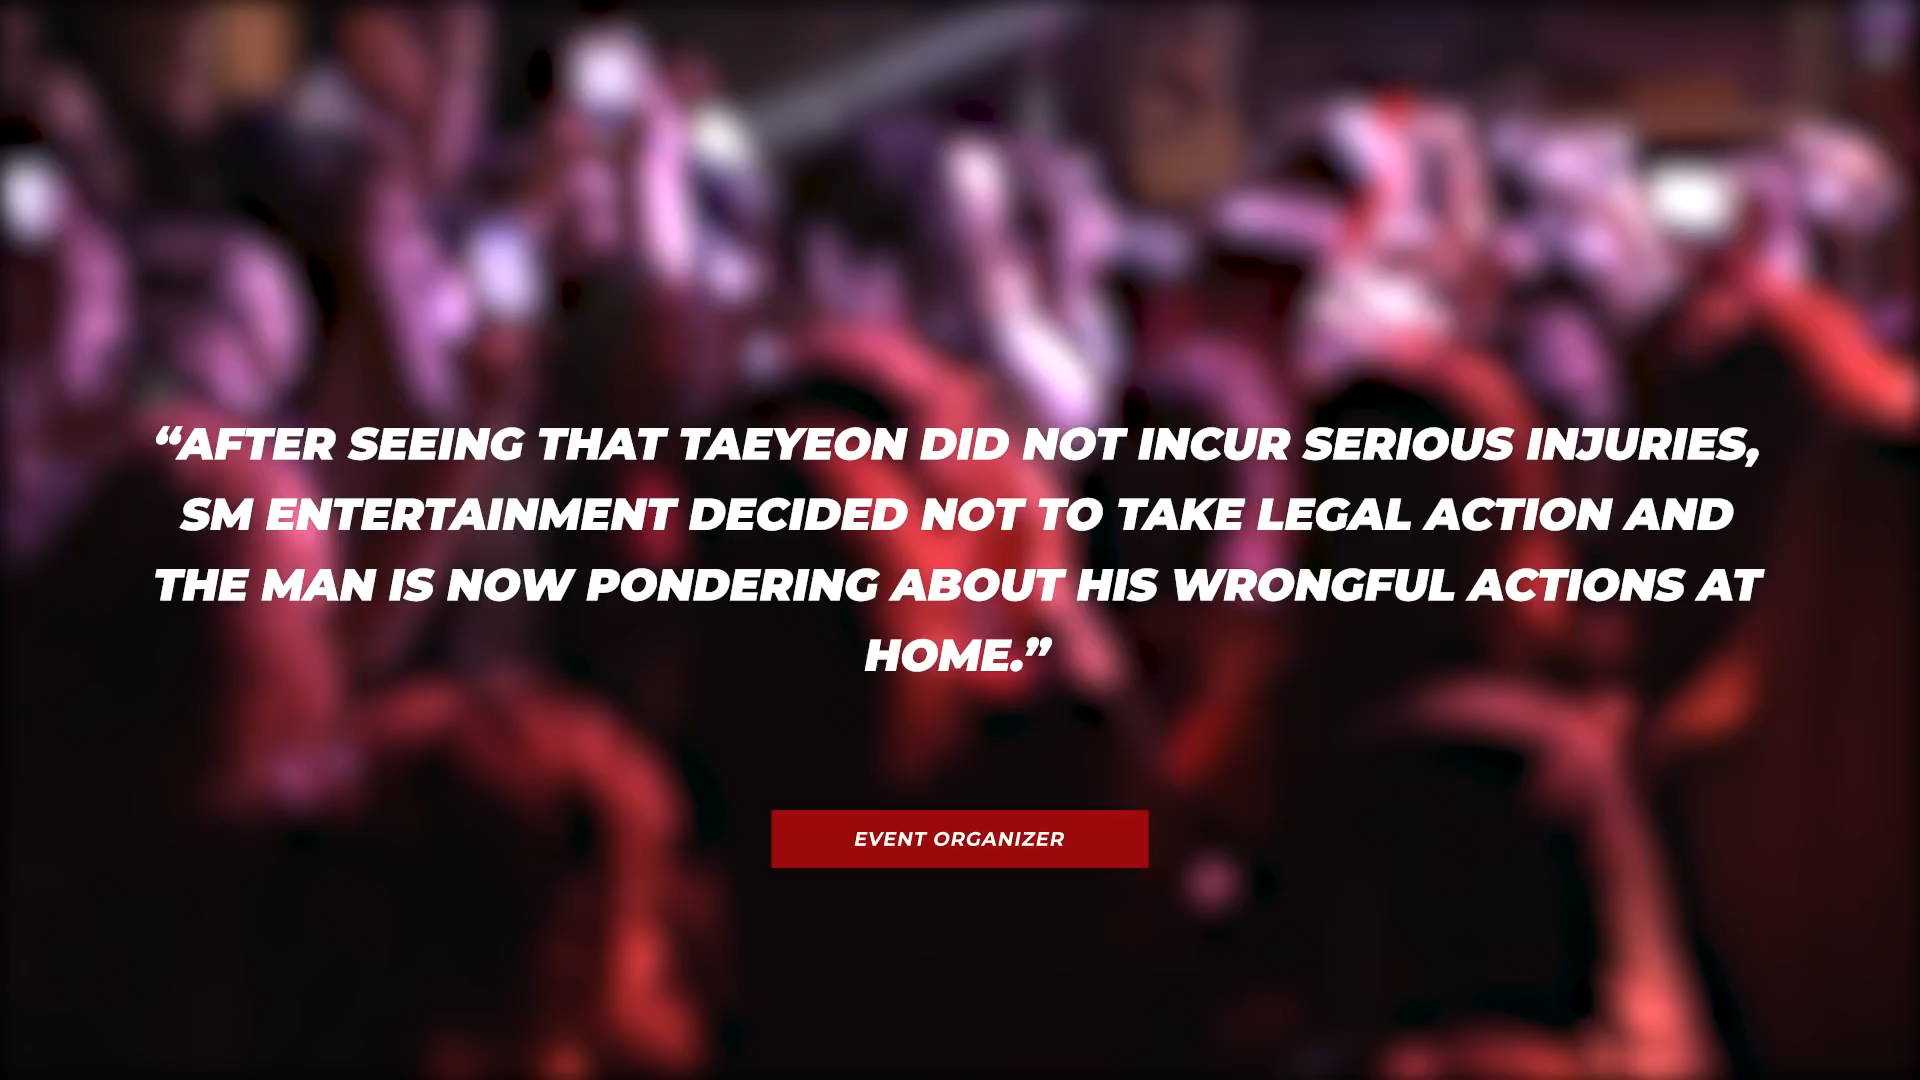 “AFTER SEEING THAT TAEYEON DID NOT INCUR SERIOUS INJURIES,
SM ENTERTAINMENT DECIDED NOT TO TAKE LEGAL ACTION AND
THE MAN IS NOW PONDERING ABOUT HIS WRONGFUL ACTIONS AT
HOME.”
EVENT ORGANIZER